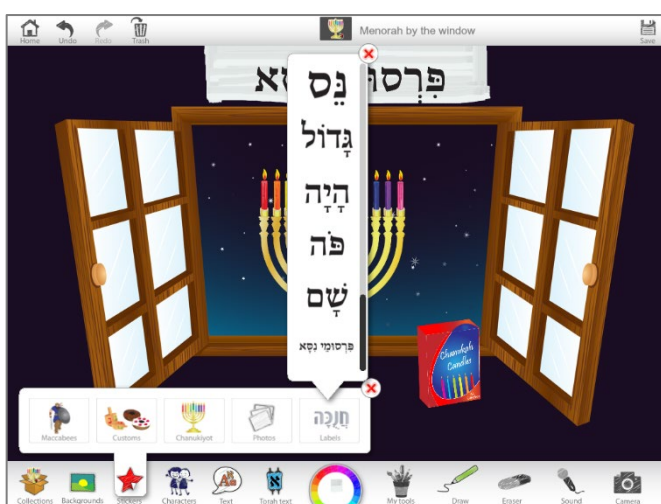 Home Undo Redo Trash Menorah by the window Save
נֵס
גָּדוֹל
הָיָה
פֹּה
שָׁם
פִּרְסוּמֵי נִסָּא
Chanukah
Candles
חֲנֻכָּה
Maccabees Customs Chanukiyot Photos Labels
Collections Backgrounds Stickers Characters Text Torah text My tools Draw Eraser Sound Camera